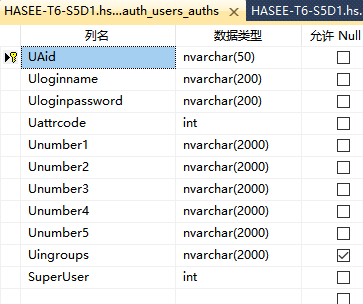 HASEE-T6-S5D1.hs...auth_users_auths HASEE-T6-S5D1.hs.
列名 数据类型 允许 Null
UAid nvarchar(50)
Uloginname nvarchar(200)
Uloginpassword nvarchar(200)
Uattrcode int
Unumber1 nvarchar(2000)
Unumber2 nvarchar(2000)
Unumber3 nvarchar(2000)
Unumber4 nvarchar(2000)
Unumber5 nvarchar(2000)
Uingroups nvarchar(2000)
SuperUser int